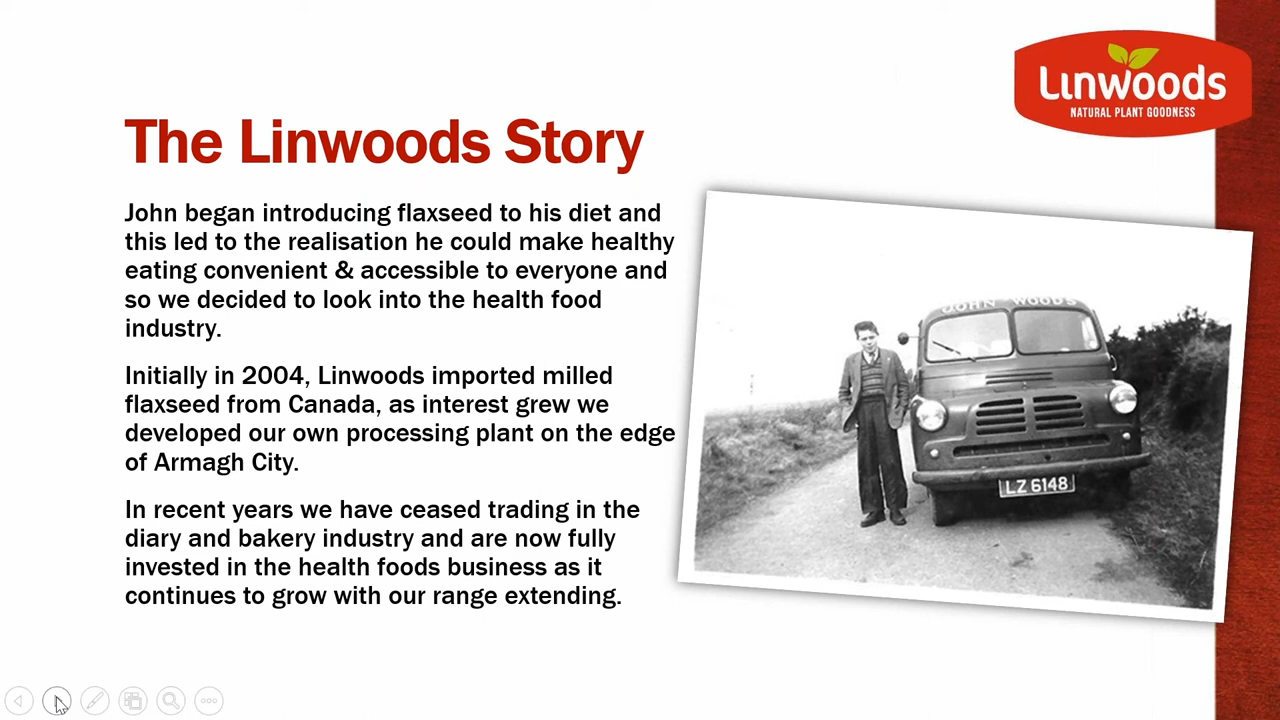 Linwoods
NATURAL PLANT GOODNESS
The Linwoods Story
John began introducing flaxseed to his diet and
this led to the realisation he could make healthy
eating convenient & accessible to everyone and
so we decided to look into the health food
industry.
Initially in 2004, Linwoods imported milled
flaxseed from Canada, as interest grew we
developed our own processing plant on the edge
of Armagh City.
In recent years we have ceased trading in the
diary and bakery industry and are now fully
invested in the health foods business as it
continues to grow with our range extending.
JOHN WOODS
LZ 6148